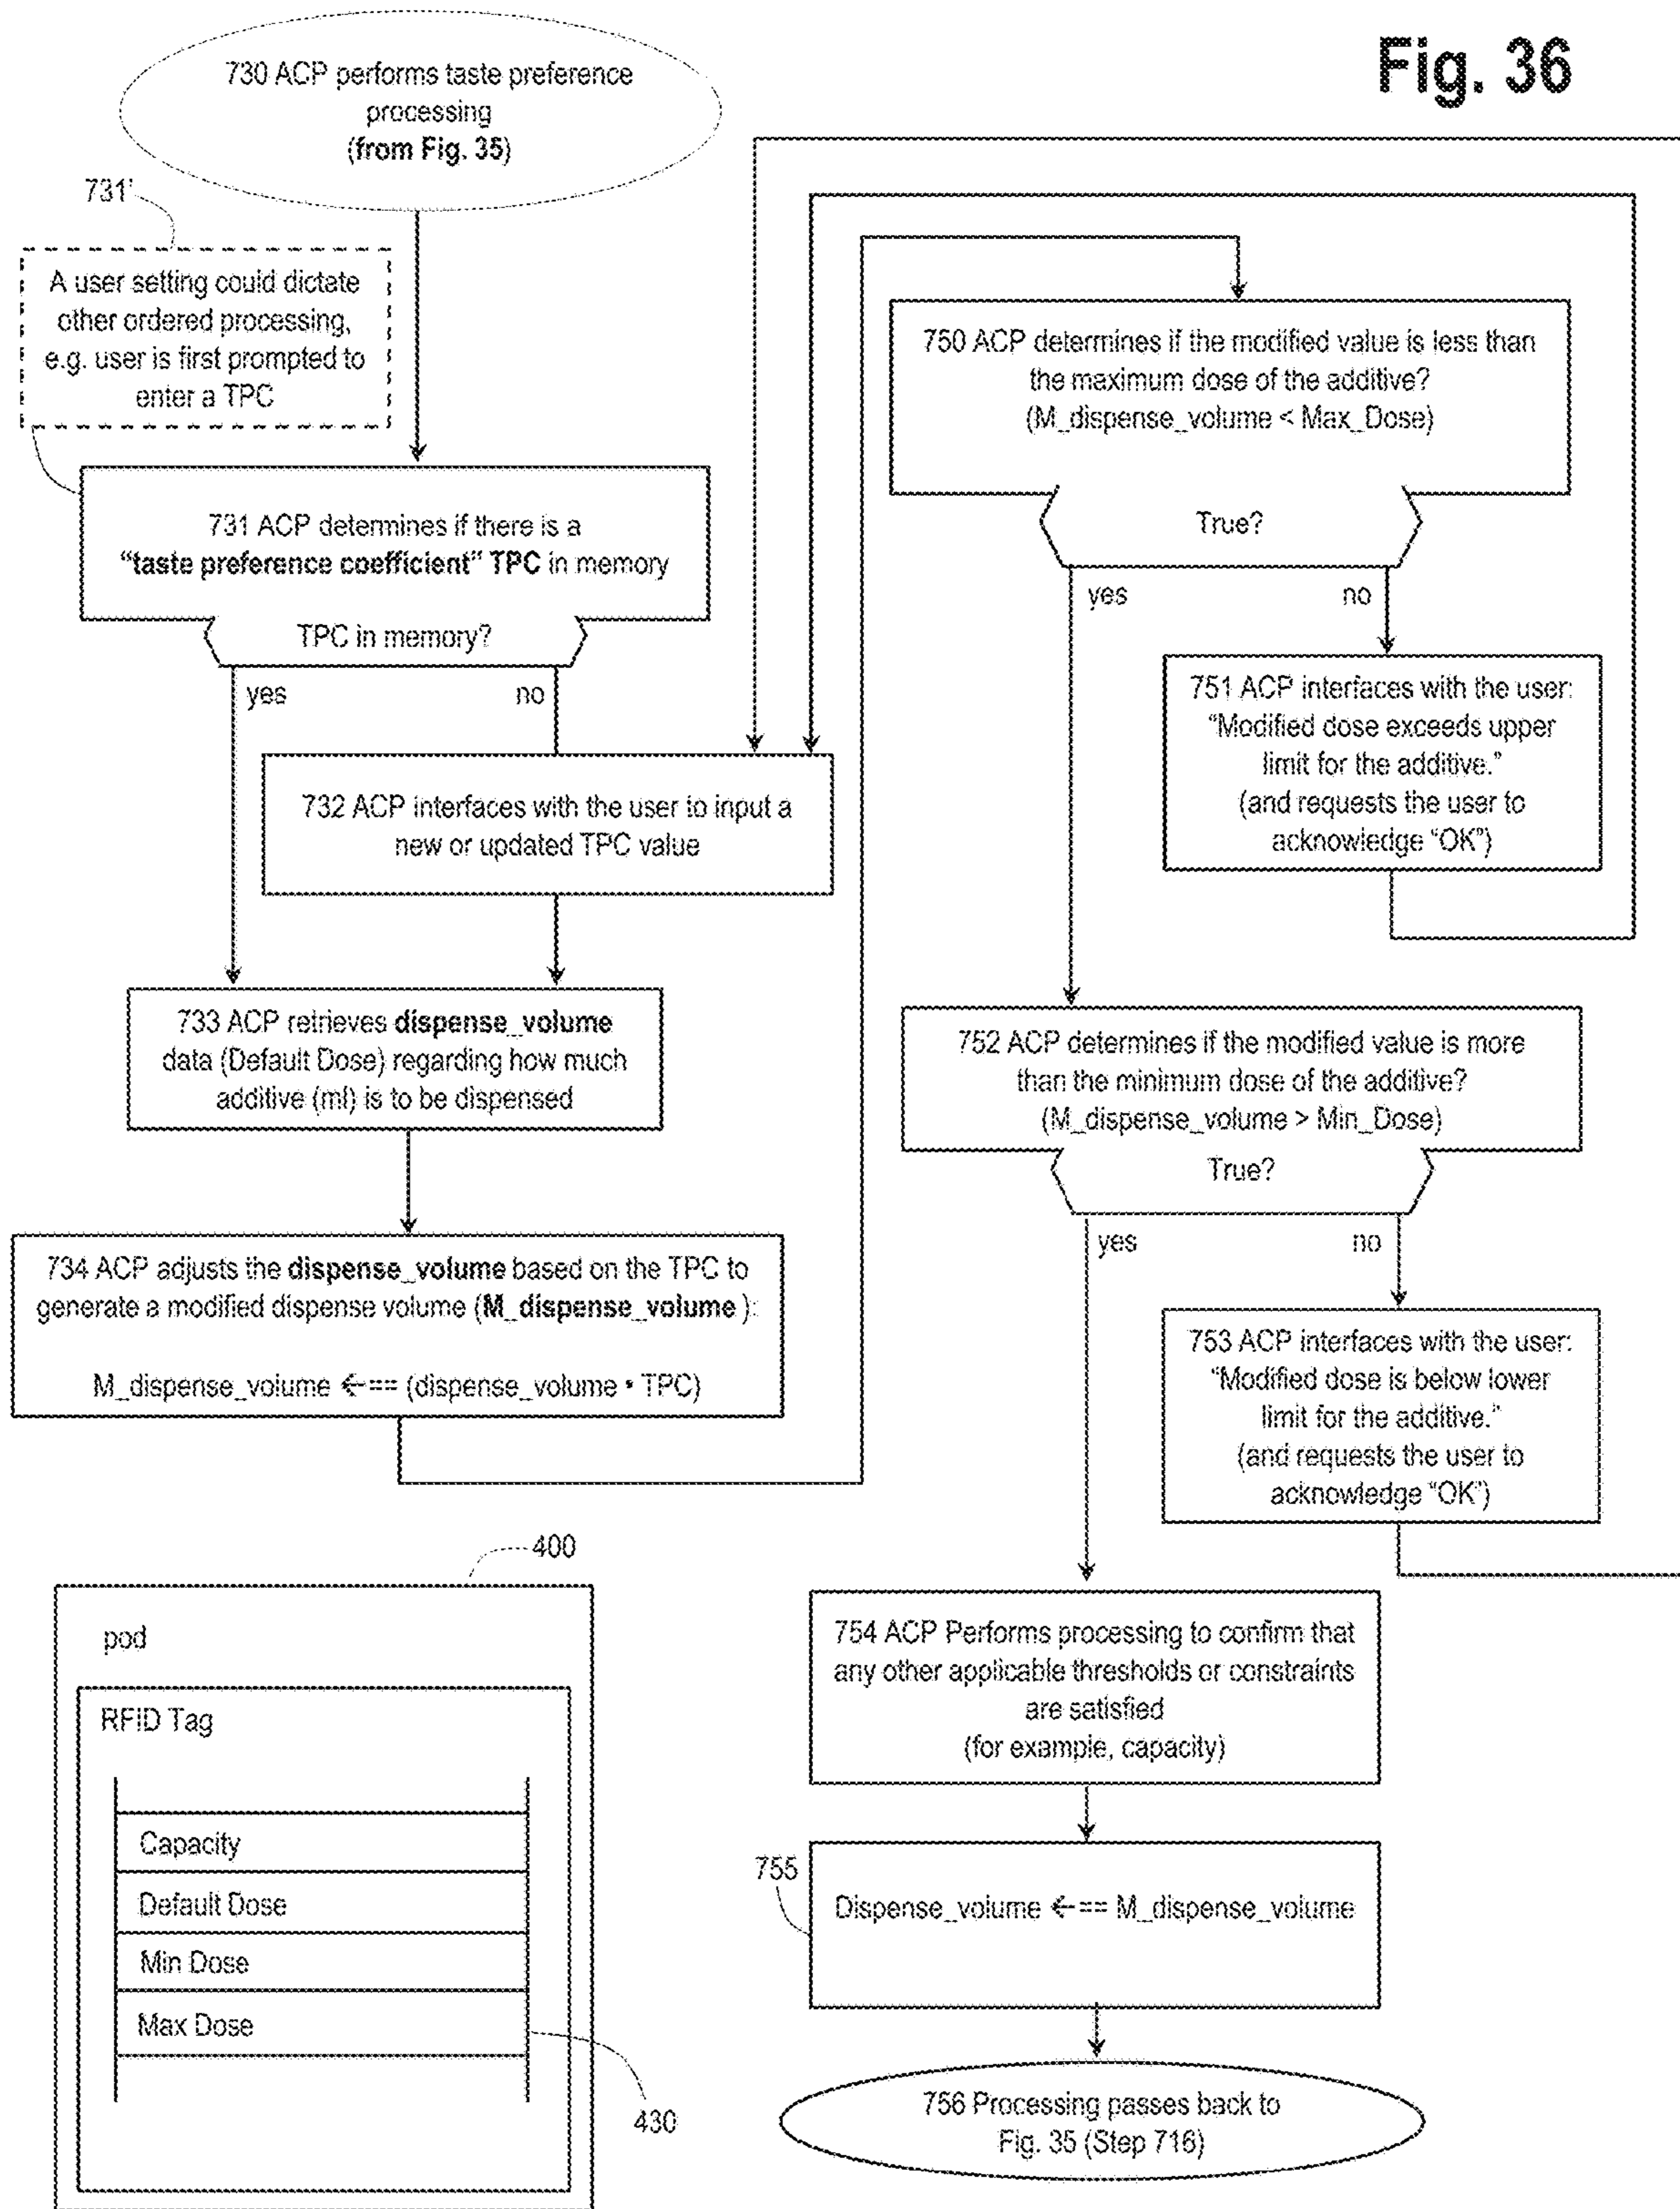 Fig. 36
730 ACP performs taste preference
processing
(from Fig. 35)
731'
A user setting could dictate
other ordered processing,
e.g. user is first prompted to
enter a TPC
731 ACP determines if there is a
“taste preference coefficient” TPC in memory
TPC in memory?
yes
no
732 ACP interfaces with the user to input a
new or updated TPC value
733 ACP retrieves dispense_volume
data (Default Dose) regarding how much
additive (ml) is to be dispensed
734 ACP adjusts the dispense_volume based on the TPC to
generate a modified dispense volume (M_dispense_volume ):
M_dispense_volume ←== (dispense_volume • TPC)
750 ACP determines if the modified value is less than
the maximum dose of the additive?
(M_dispense_volume < Max_Dose)
True?
yes
no
751 ACP interfaces with the user:
“Modified dose exceeds upper
limit for the additive.”
(and requests the user to
acknowledge “OK”)
752 ACP determines if the modified value is more
than the minimum dose of the additive?
(M_dispense_volume > Min_Dose)
True?
yes
no
753 ACP interfaces with the user:
“Modified dose is below lower
limit for the additive.”
(and requests the user to
acknowledge “OK”)
754 ACP Performs processing to confirm that
any other applicable thresholds or constraints
are satisfied
(for example, capacity)
755
Dispense_volume ←== M_dispense_volume
756 Processing passes back to
Fig. 35 (Step 716)
400
pod
RFID Tag
Capacity
Default Dose
Min Dose
Max Dose
430